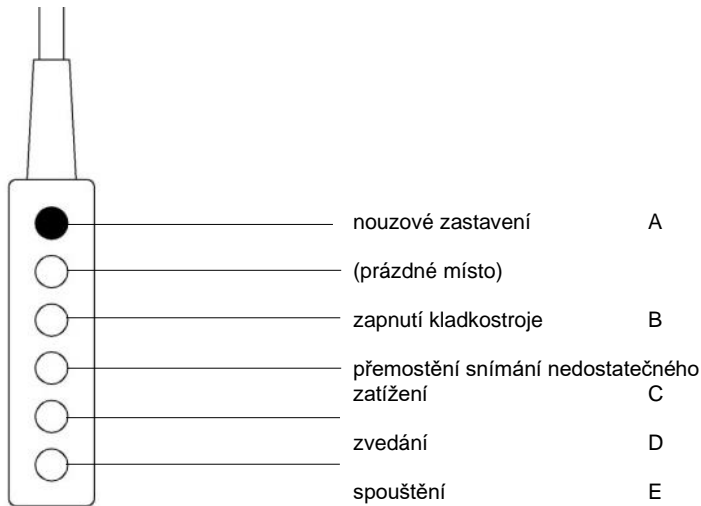 nouzové zastavení A
(prázdné místo)
zapnutí kladkostroje B
přemostění snímání nedostatečného
zatížení C
zvedání D
spouštění E